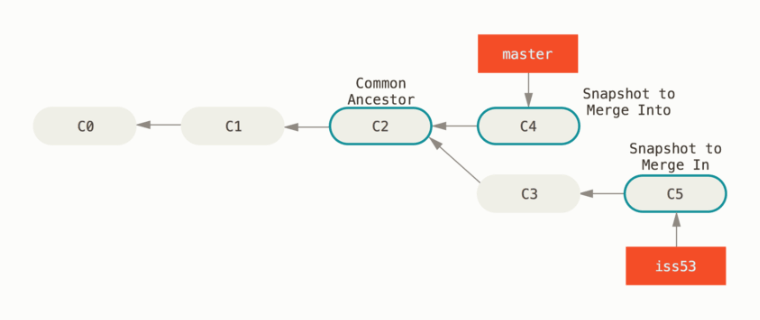 master
Common
Ancestor
Snapshot to
Merge Into
C0
C1
C2
C4
Snapshot to
Merge In
C3
C5
iss53